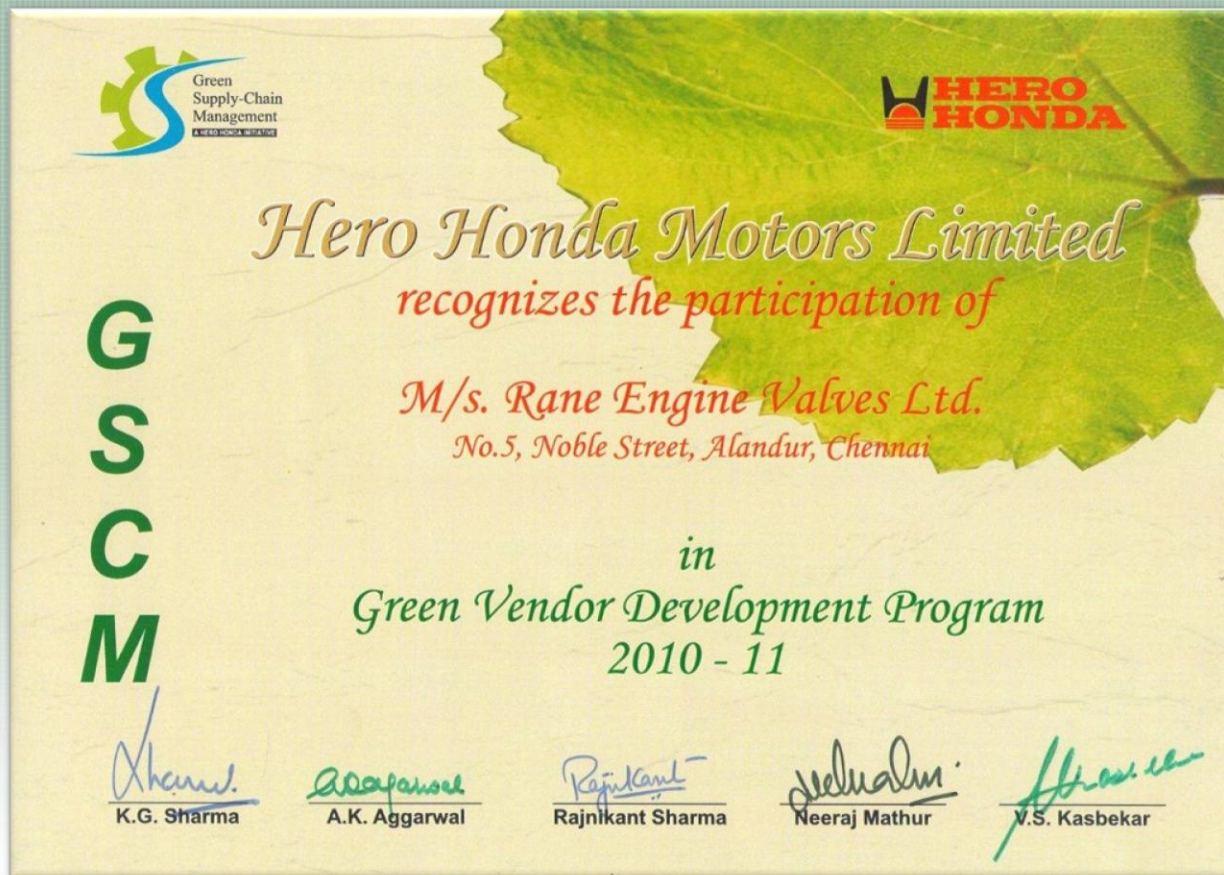 Green
Supply-Chain
Management
A HERO HONDA INITIATIVE
HERO
HONDA
Hero Honda Motors Limited
recognizes the participation of
M/s. Rane Engine Valves Ltd.
No.5, Noble Street, Alandur, Chennai
G
S
C
M
in
Green Vendor Development Program
2010 - 11
Rajnikant
K.G. Sharma
A.K. Aggarwal
Rajnikant Sharma
Neeraj Mathur
V.S. Kasbekar